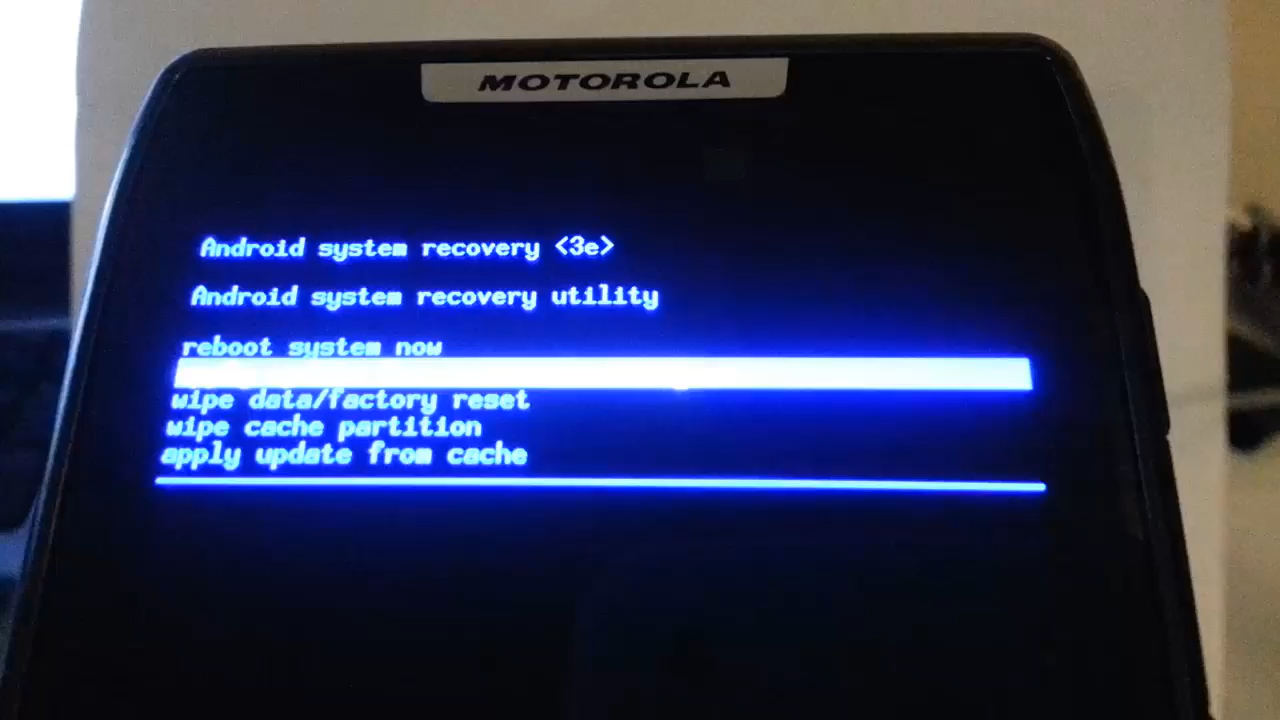 MOTOROLA
Android system recovery <3e>
Android system recovery utility
reboot system now
wipe data/factory reset
wipe cache partition
apply update from cache